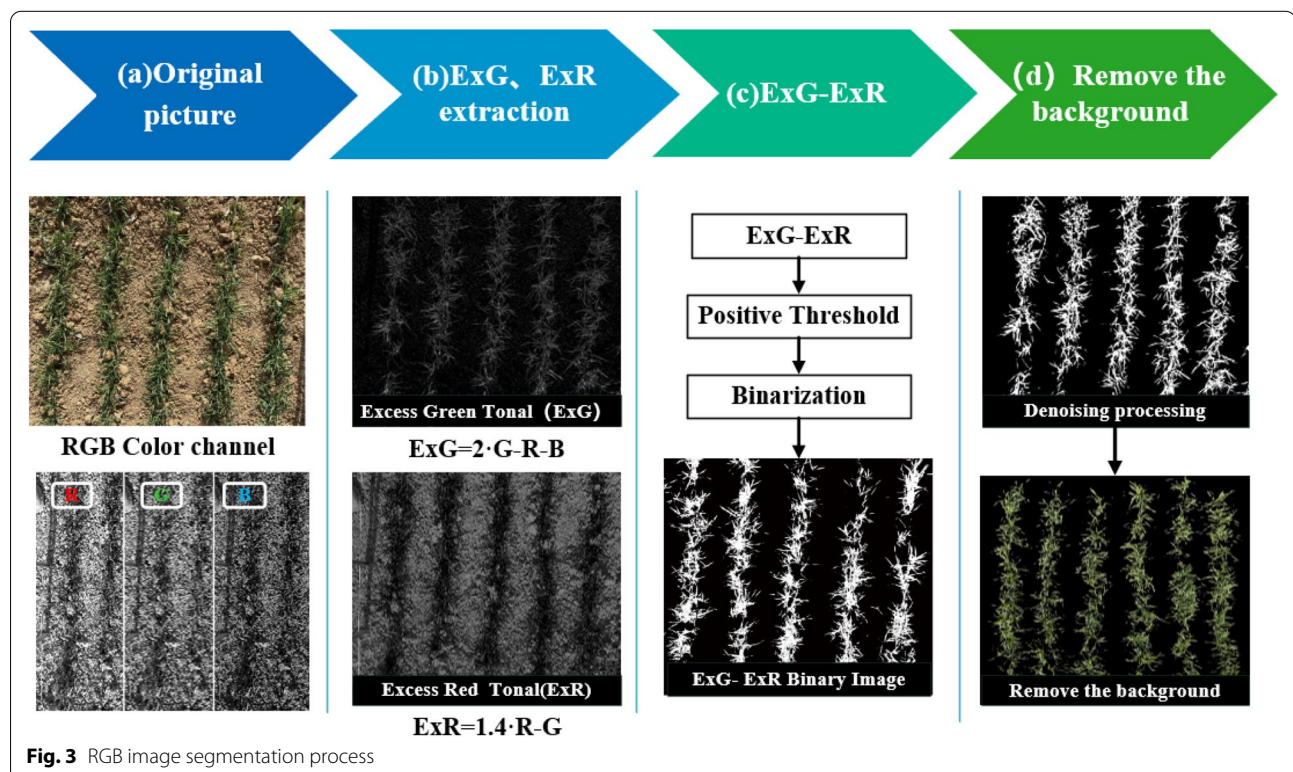 (a)Original
picture
(b)ExG、ExR
extraction
(c)ExG-ExR
(d) Remove the
background
RGB Color channel
R
G
B
Excess Green Tonal (ExG)
ExG=2·G-R-B
Excess Red Tonal(ExR)
ExR=1.4·R-G
ExG-ExR
Positive Threshold
Binarization
ExG- ExR Binary Image
Denoising processing
Remove the background
Fig. 3 RGB image segmentation process